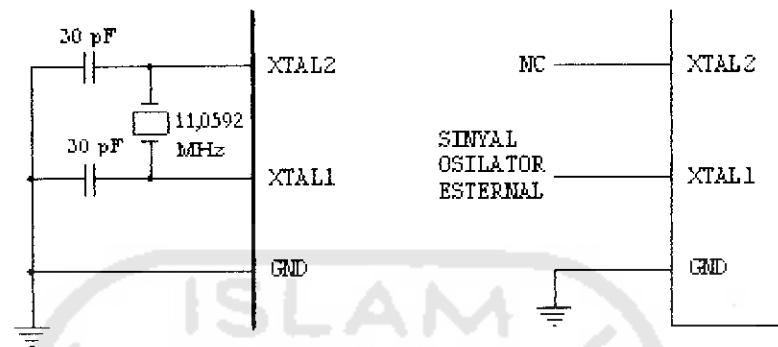 30 pF
XTAL2
11,0592
MHz
30 pF
XTAL1
GND
NC
XTAL2
SINYAL
OSILATOR
ESTERNAL
XTAL1
GND
ISLAM